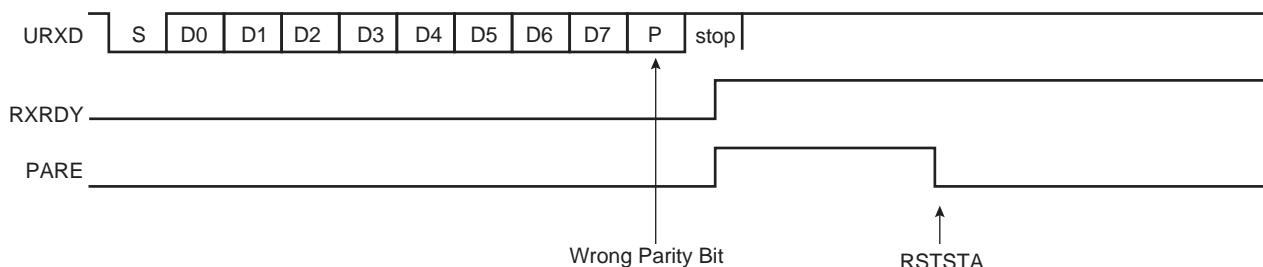 URXD S D0 D1 D2 D3 D4 D5 D6 D7 P stop
RXRDY
PARE
Wrong Parity Bit RSTSTA